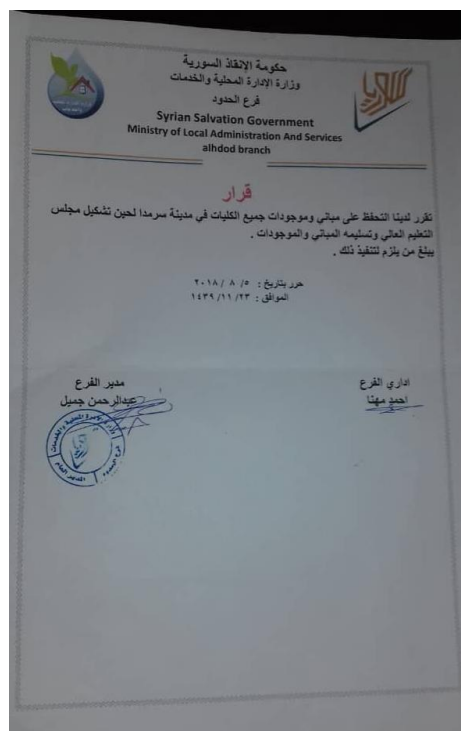 حكومة الإنقاذ السورية
وزارة الإدارة المحلية والخدمات
فرع الحدود
Syrian Salvation Government
Ministry of Local Administration And Services
alhdod branch
قرار
تقرر لدينا التحفظ على مباني وموجودات جميع الكليات في مدينة سرمدا لحين تشكيل مجلس
التعليم العالي وتسليمه المباني والموجودات .
يبلغ من يلزم لتنفيذ ذلك .
حرر بتاريخ : ٥/ ٨ / ٢٠١٨
الموافق : ٢٣/ ١١/ ١٤٣٩
اداري الفرع
احمد مهنا
مدير الفرع
عبدالرحمن جميل